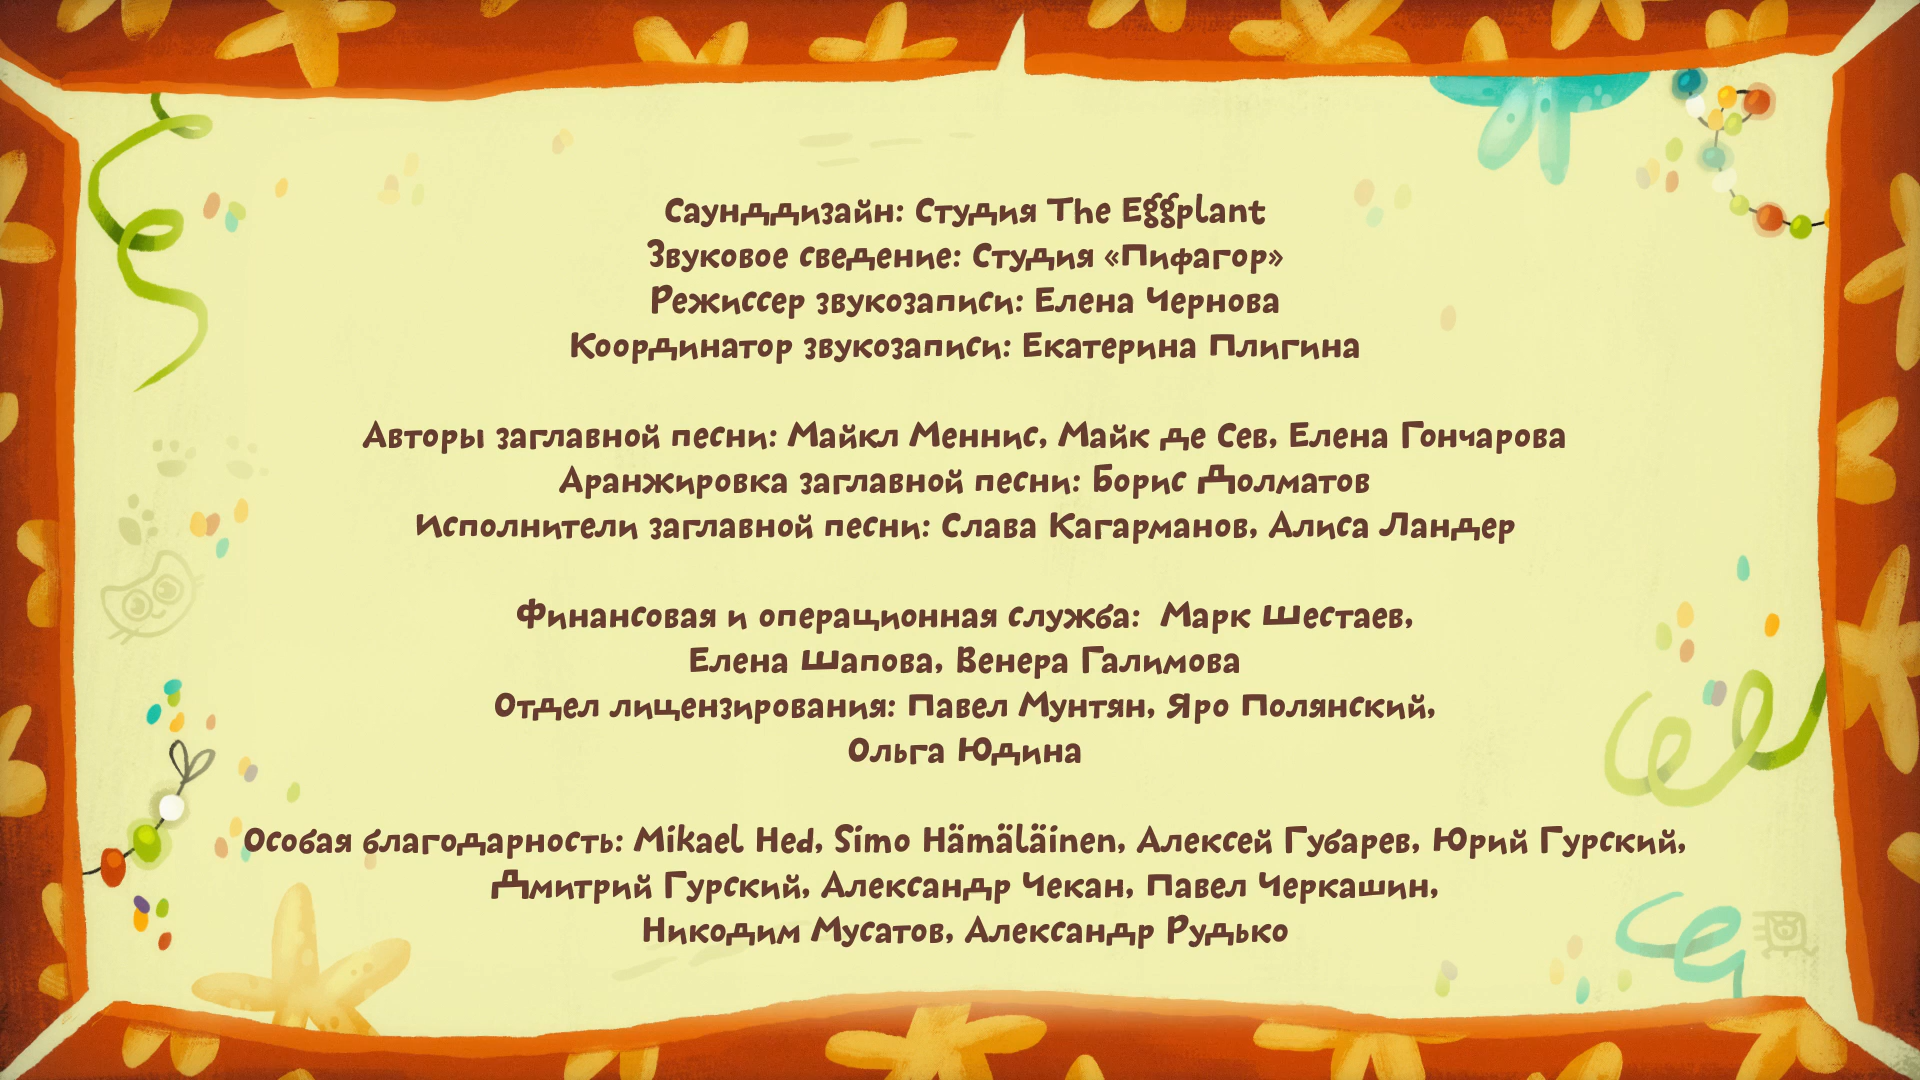 Саунддизайн: Студия The Eggplant
Звуковое сведение: Студия «Пифагор»
Режиссер звукозаписи: Елена Чернова
Координатор звукозаписи: Екатерина Плигина
Авторы заглавной песни: Майкл Меннис, Майк де Сев, Елена Гончарова
Аранжировка заглавной песни: Борис Долматов
Исполнители заглавной песни: Слава Кагарманов, Алиса Ландер
Финансовая и операционная служба: Марк Шестаев,
Елена Шапова, Венера Галимова
Отдел лицензирования: Павел Мунтян, Яро Полянский,
Ольга Юдина
Особая благодарность: Mikael Hed, Simo Hämäläinen, Алексей Губарев, Юрий Гурский,
Дмитрий Гурский, Александр Чекан, Павел Черкашин,
Никодим Мусатов, Александр Рудько